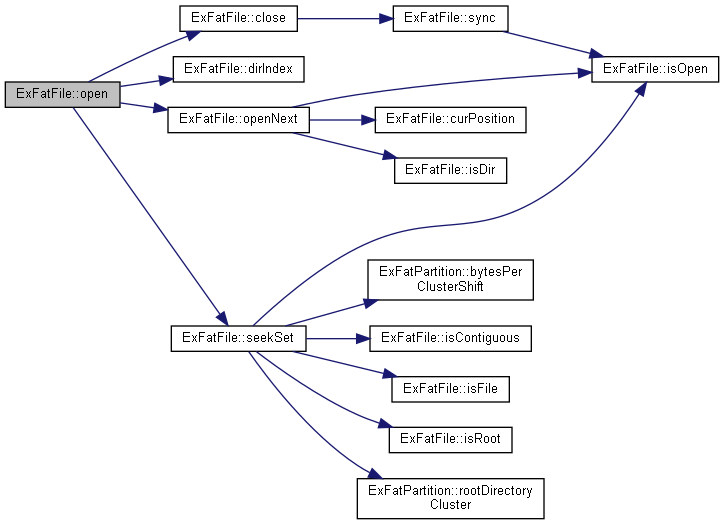 ExFatFile::close
ExFatFile::sync
ExFatFile::dirIndex
ExFatFile::isOpen
ExFatFile::open
ExFatFile::openNext
ExFatFile::curPosition
ExFatFile::isDir
ExFatPartition::bytesPer
ClusterShift
ExFatFile::seekSet
ExFatFile::isContiguous
ExFatFile::isFile
ExFatFile::isRoot
ExFatPartition::rootDirectory
Cluster